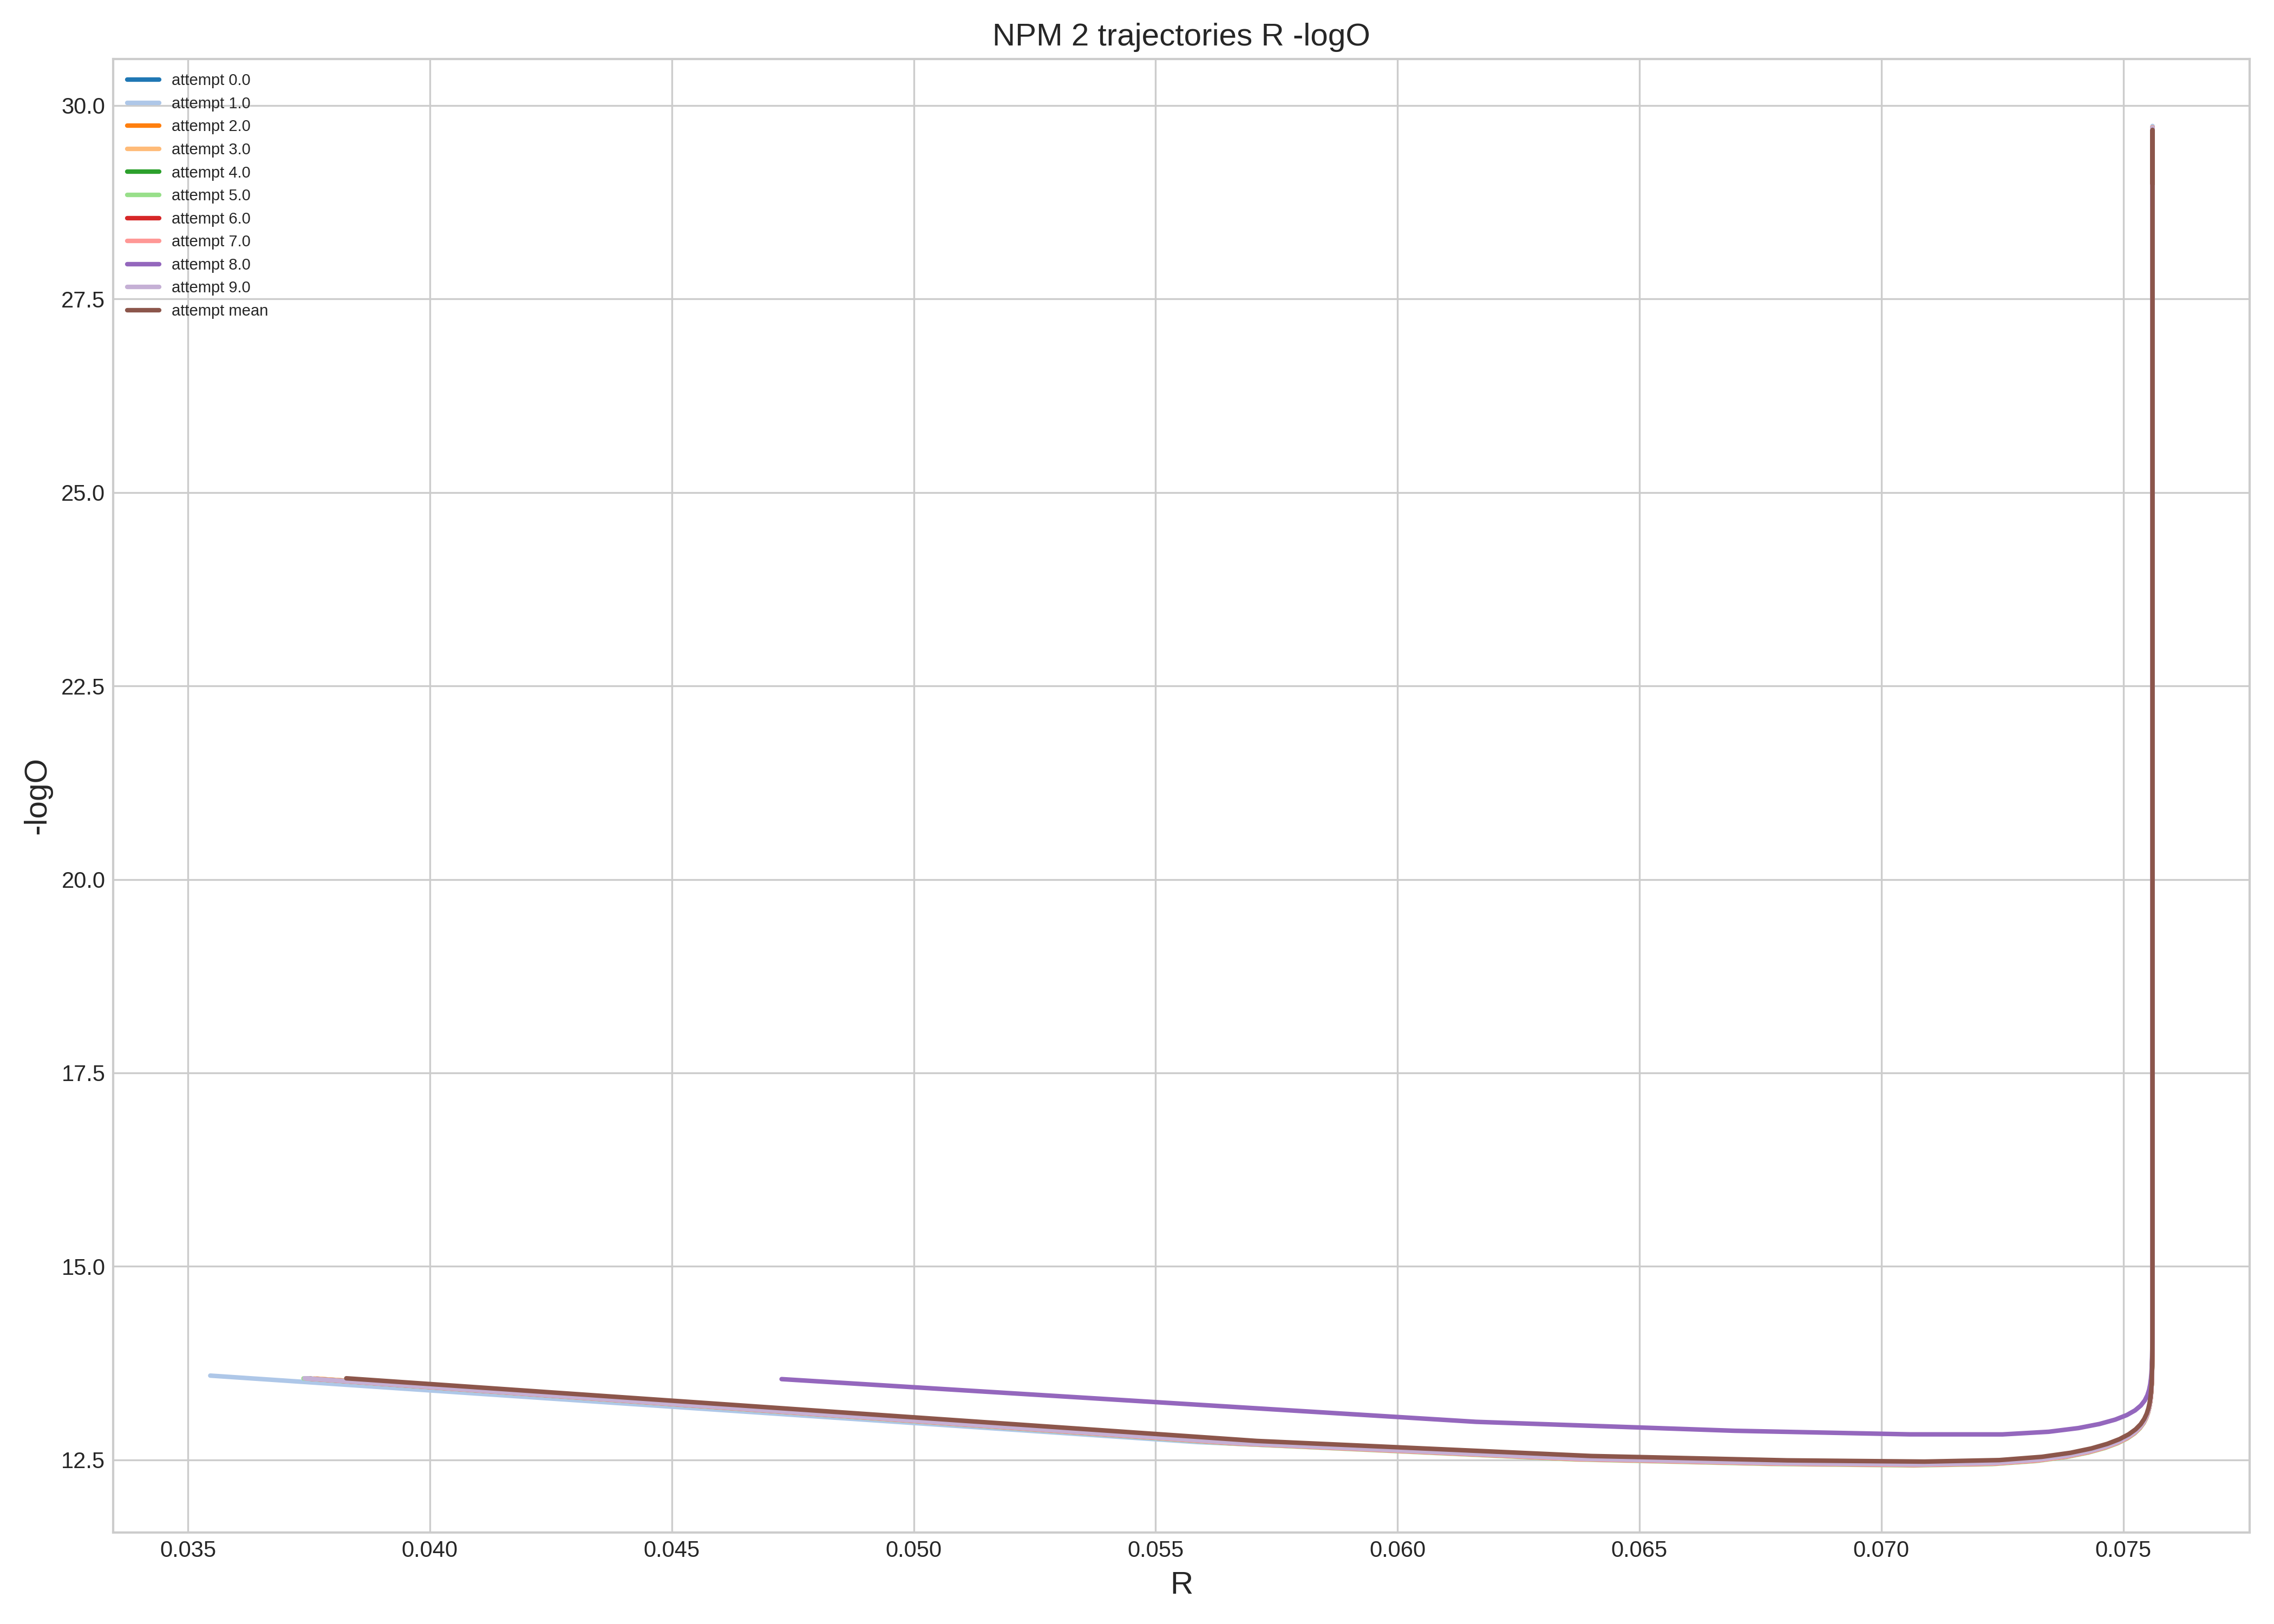 NPM 2 trajectories R -logO
attempt 0.0
attempt 1.0
attempt 2.0
attempt 3.0
attempt 4.0
attempt 5.0
attempt 6.0
attempt 7.0
attempt 8.0
attempt 9.0
attempt mean
30.0
27.5
25.0
22.5
20.0
17.5
15.0
12.5
-logO
0.035 0.040 0.045 0.050 0.055 0.060 0.065 0.070 0.075
R